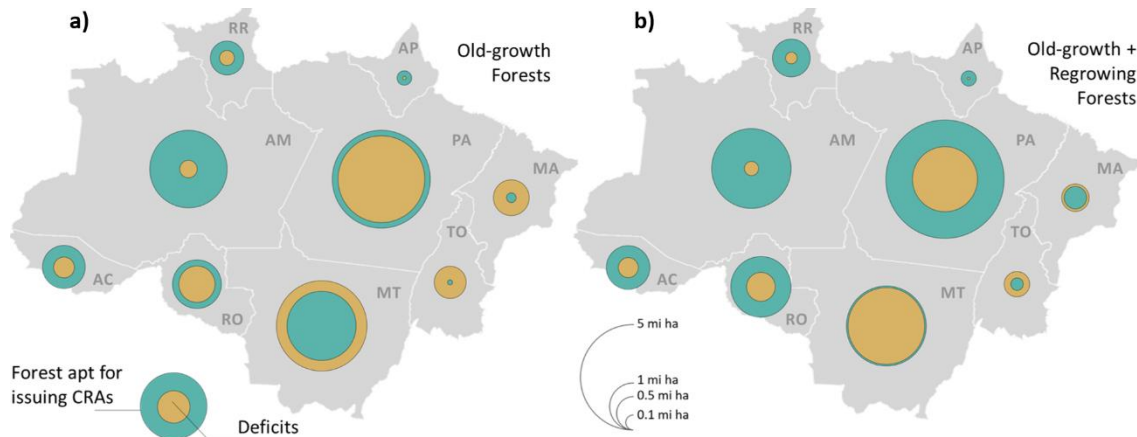 a)
RR
AP
Old-growth
Forests
AM
PA
MA
TO
AC
RO
MT
Forest apt for
issuing CRAs
Deficits
b)
RR
AP
Old-growth +
Regrowing
Forests
AM
PA
MA
TO
AC
RO
MT
5 mi ha
1 mi ha
0.5 mi ha
0.1 mi ha